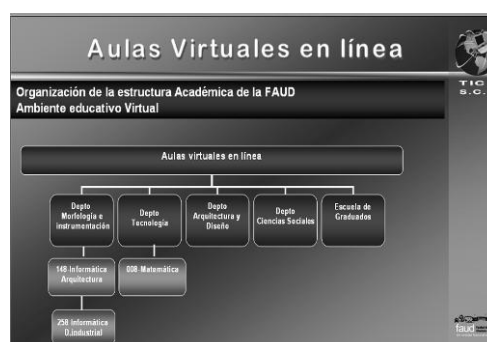 Aulas Virtuales en línea
TIC
S.C.
Organización de la estructura Académica de la FAUD
Ambiente educativo Virtual
Aulas virtuales en línea
Depto
Morfología e
instrumentación
Depto
Tecnología
Depto
Arquitectura y
Diseño
Depto
Ciencias Sociales
Escuela de
Graduados
148-Informática
Arquitectura
008-Matemática
258 Informática
D.industrial
faud